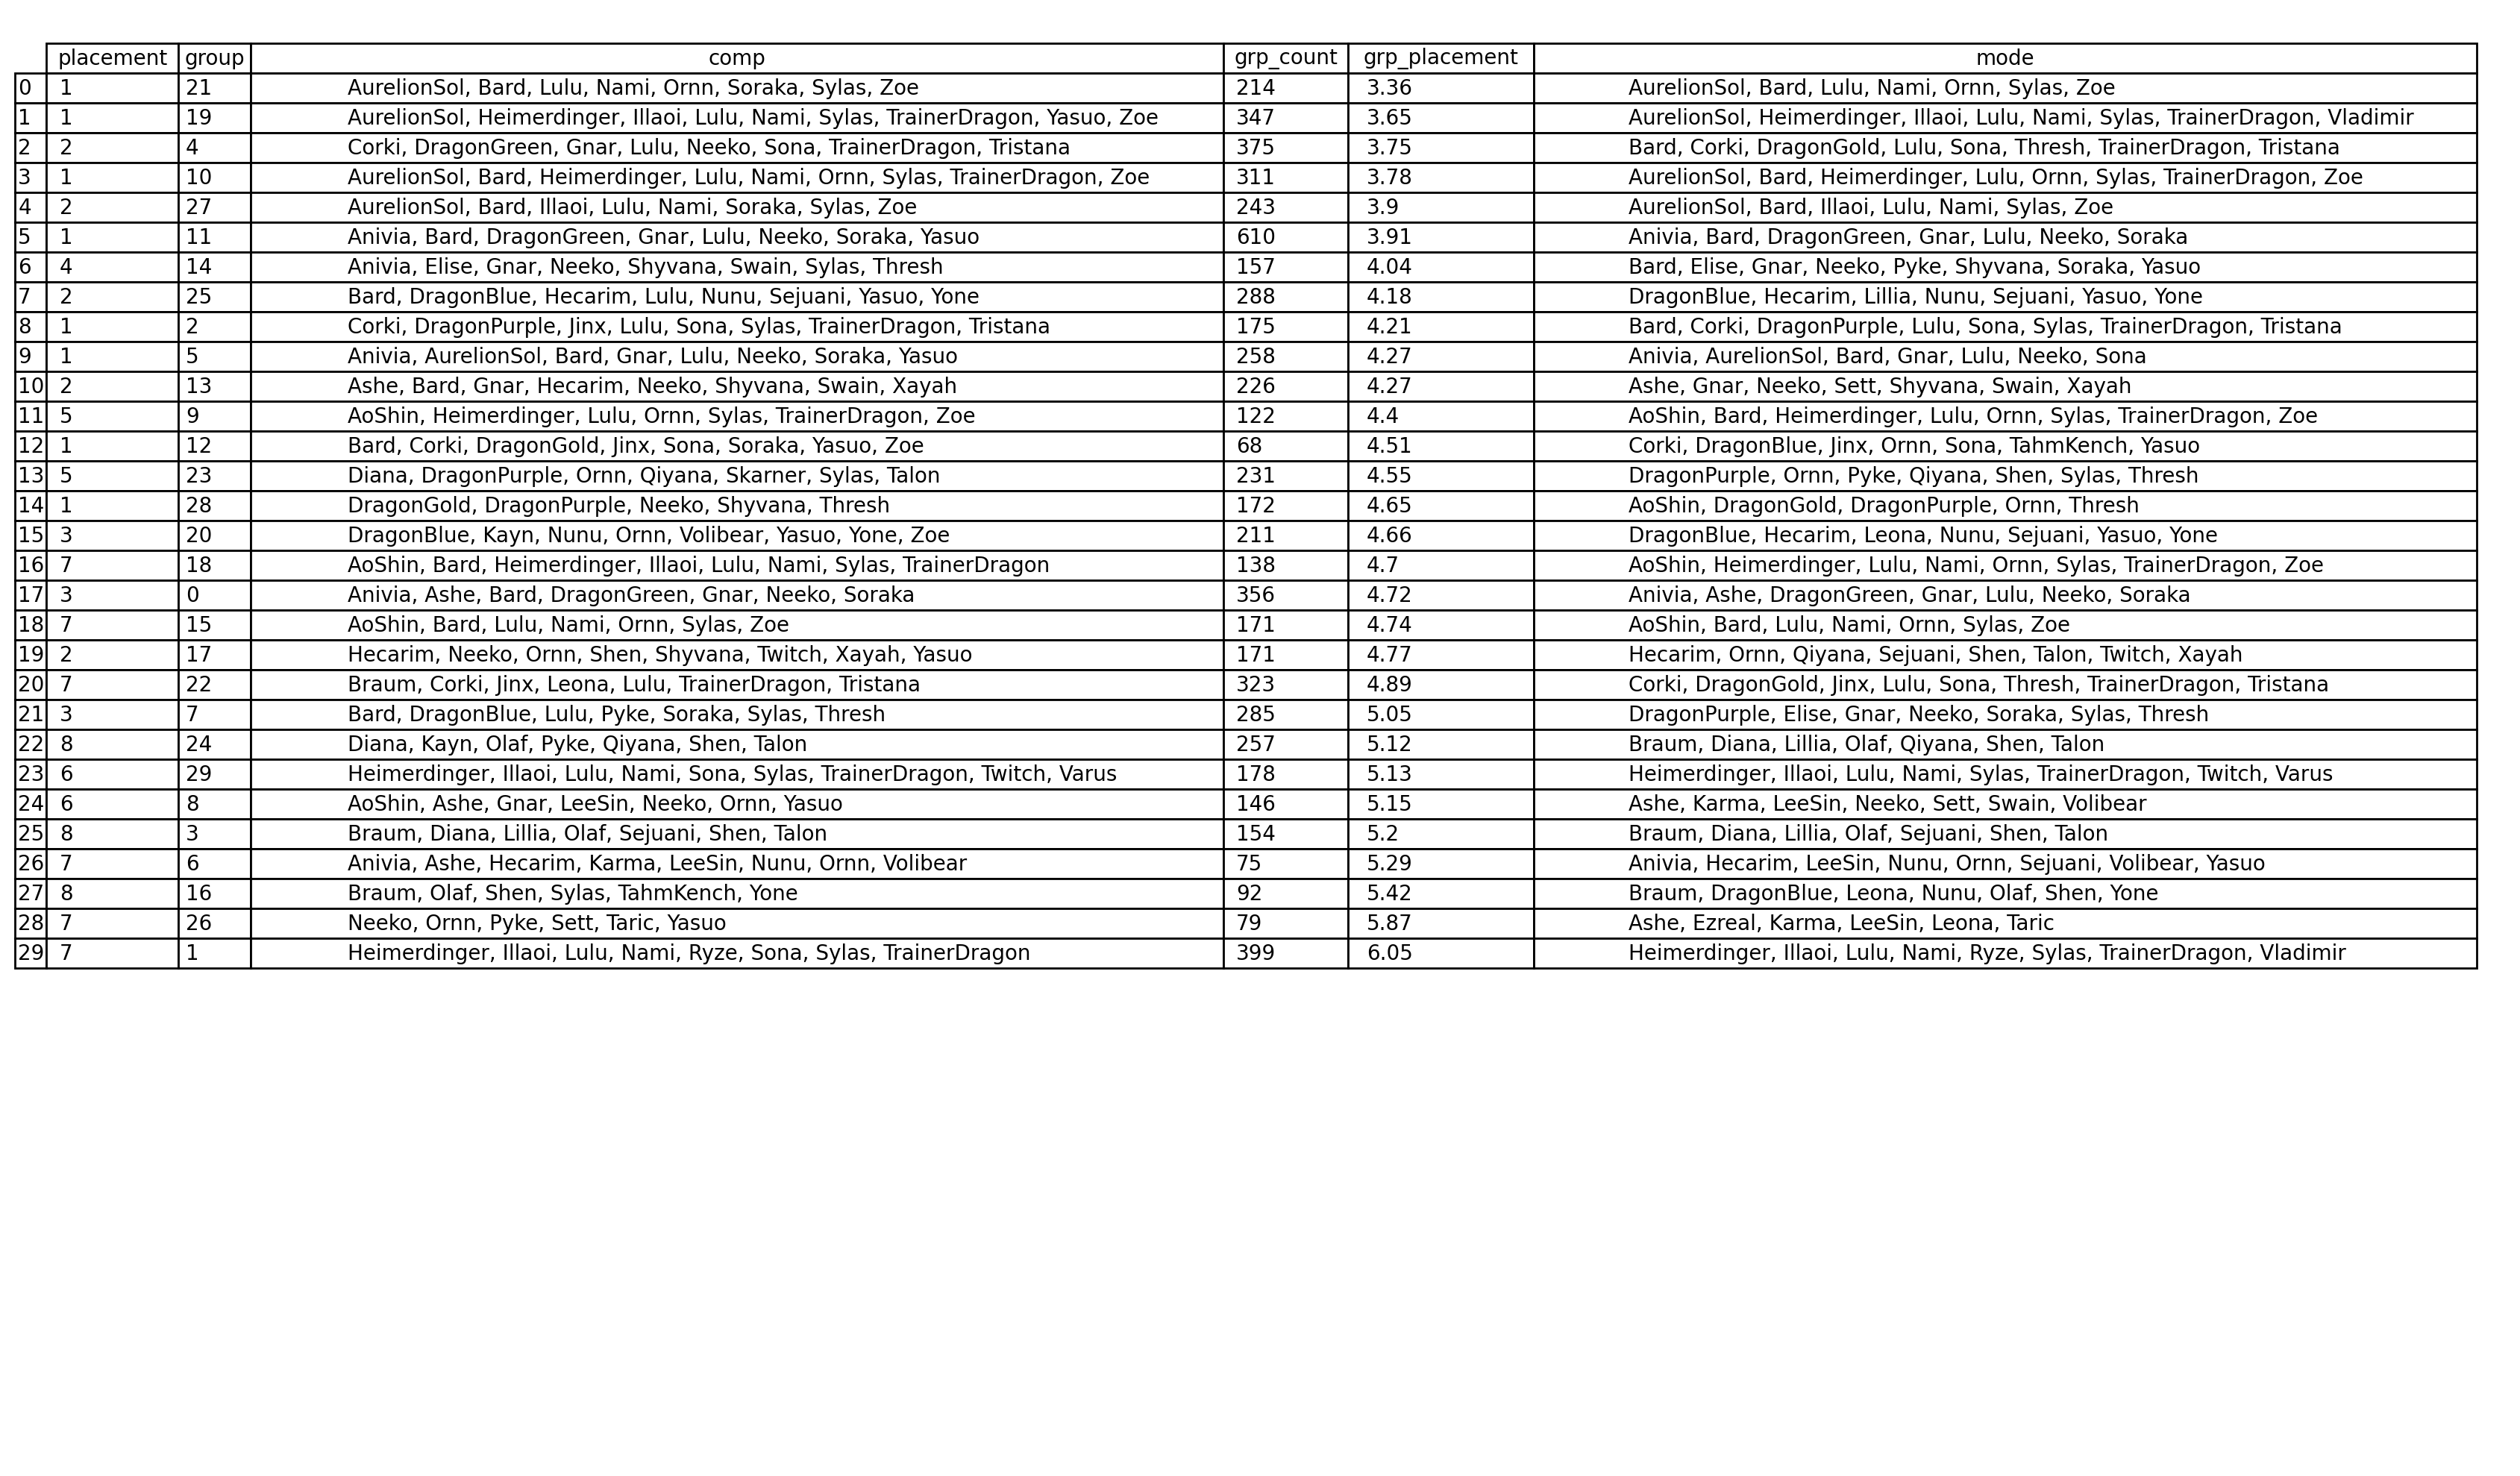 placement group comp grp_count grp_placement mode
0 1 21 AurelionSol, Bard, Lulu, Nami, Ornn, Soraka, Sylas, Zoe 214 3.36 AurelionSol, Bard, Lulu, Nami, Ornn, Sylas, Zoe
1 1 19 AurelionSol, Heimerdinger, Illaoi, Lulu, Nami, Sylas, TrainerDragon, Yasuo, Zoe 347 3.65 AurelionSol, Heimerdinger, Illaoi, Lulu, Nami, Sylas, TrainerDragon, Vladimir
2 2 4 Corki, DragonGreen, Gnar, Lulu, Neeko, Sona, TrainerDragon, Tristana 375 3.75 Bard, Corki, DragonGold, Lulu, Sona, Thresh, TrainerDragon, Tristana
3 1 10 AurelionSol, Bard, Heimerdinger, Lulu, Nami, Ornn, Sylas, TrainerDragon, Zoe 311 3.78 AurelionSol, Bard, Heimerdinger, Lulu, Ornn, Sylas, TrainerDragon, Zoe
4 2 27 AurelionSol, Bard, Illaoi, Lulu, Nami, Soraka, Sylas, Zoe 243 3.9 AurelionSol, Bard, Illaoi, Lulu, Nami, Sylas, Zoe
5 1 11 Anivia, Bard, DragonGreen, Gnar, Lulu, Neeko, Soraka, Yasuo 610 3.91 Anivia, Bard, DragonGreen, Gnar, Lulu, Neeko, Soraka
6 4 14 Anivia, Elise, Gnar, Neeko, Shyvana, Swain, Sylas, Thresh 157 4.04 Bard, Elise, Gnar, Neeko, Pyke, Shyvana, Soraka, Yasuo
7 2 25 Bard, DragonBlue, Hecarim, Lulu, Nunu, Sejuani, Yasuo, Yone 288 4.18 DragonBlue, Hecarim, Lillia, Nunu, Sejuani, Yasuo, Yone
8 1 2 Corki, DragonPurple, Jinx, Lulu, Sona, Sylas, TrainerDragon, Tristana 175 4.21 Bard, Corki, DragonPurple, Lulu, Sona, Sylas, TrainerDragon, Tristana
9 1 5 Anivia, AurelionSol, Bard, Gnar, Lulu, Neeko, Soraka, Yasuo 258 4.27 Anivia, AurelionSol, Bard, Gnar, Lulu, Neeko, Sona
10 2 13 Ashe, Bard, Gnar, Hecarim, Neeko, Shyvana, Swain, Xayah 226 4.27 Ashe, Gnar, Neeko, Sett, Shyvana, Swain, Xayah
11 5 9 AoShin, Heimerdinger, Lulu, Ornn, Sylas, TrainerDragon, Zoe 122 4.4 AoShin, Bard, Heimerdinger, Lulu, Ornn, Sylas, TrainerDragon, Zoe
12 1 12 Bard, Corki, DragonGold, Jinx, Sona, Soraka, Yasuo, Zoe 68 4.51 Corki, DragonBlue, Jinx, Ornn, Sona, TahmKench, Yasuo
13 5 23 Diana, DragonPurple, Ornn, Qiyana, Skarner, Sylas, Talon 231 4.55 DragonPurple, Ornn, Pyke, Qiyana, Shen, Sylas, Thresh
14 1 28 DragonGold, DragonPurple, Neeko, Shyvana, Thresh 172 4.65 AoShin, DragonGold, DragonPurple, Ornn, Thresh
15 3 20 DragonBlue, Kayn, Nunu, Ornn, Volibear, Yasuo, Yone, Zoe 211 4.66 DragonBlue, Hecarim, Leona, Nunu, Sejuani, Yasuo, Yone
16 7 18 AoShin, Bard, Heimerdinger, Illaoi, Lulu, Nami, Sylas, TrainerDragon 138 4.7 AoShin, Heimerdinger, Lulu, Nami, Ornn, Sylas, TrainerDragon, Zoe
17 3 0 Anivia, Ashe, Bard, DragonGreen, Gnar, Neeko, Soraka 356 4.72 Anivia, Ashe, DragonGreen, Gnar, Lulu, Neeko, Soraka
18 7 15 AoShin, Bard, Lulu, Nami, Ornn, Sylas, Zoe 171 4.74 AoShin, Bard, Lulu, Nami, Ornn, Sylas, Zoe
19 2 17 Hecarim, Neeko, Ornn, Shen, Shyvana, Twitch, Xayah, Yasuo 171 4.77 Hecarim, Ornn, Qiyana, Sejuani, Shen, Talon, Twitch, Xayah
20 7 22 Braum, Corki, Jinx, Leona, Lulu, TrainerDragon, Tristana 323 4.89 Corki, DragonGold, Jinx, Lulu, Sona, Thresh, TrainerDragon, Tristana
21 3 7 Bard, DragonBlue, Lulu, Pyke, Soraka, Sylas, Thresh 285 5.05 DragonPurple, Elise, Gnar, Neeko, Soraka, Sylas, Thresh
22 8 24 Diana, Kayn, Olaf, Pyke, Qiyana, Shen, Talon 257 5.12 Braum, Diana, Lillia, Olaf, Qiyana, Shen, Talon
23 6 29 Heimerdinger, Illaoi, Lulu, Nami, Sona, Sylas, TrainerDragon, Twitch, Varus 178 5.13 Heimerdinger, Illaoi, Lulu, Nami, Sylas, TrainerDragon, Twitch, Varus
24 6 8 AoShin, Ashe, Gnar, LeeSin, Neeko, Ornn, Yasuo 146 5.15 Ashe, Karma, LeeSin, Neeko, Sett, Swain, Volibear
25 8 3 Braum, Diana, Lillia, Olaf, Sejuani, Shen, Talon 154 5.2 Braum, Diana, Lillia, Olaf, Sejuani, Shen, Talon
26 7 6 Anivia, Ashe, Hecarim, Karma, LeeSin, Nunu, Ornn, Volibear 75 5.29 Anivia, Hecarim, LeeSin, Nunu, Ornn, Sejuani, Volibear, Yasuo
27 8 16 Braum, Olaf, Shen, Sylas, TahmKench, Yone 92 5.42 Braum, DragonBlue, Leona, Nunu, Olaf, Shen, Yone
28 7 26 Neeko, Ornn, Pyke, Sett, Taric, Yasuo 79 5.87 Ashe, Ezreal, Karma, LeeSin, Leona, Taric
29 7 1 Heimerdinger, Illaoi, Lulu, Nami, Ryze, Sona, Sylas, TrainerDragon 399 6.05 Heimerdinger, Illaoi, Lulu, Nami, Ryze, Sylas, TrainerDragon, Vladimir